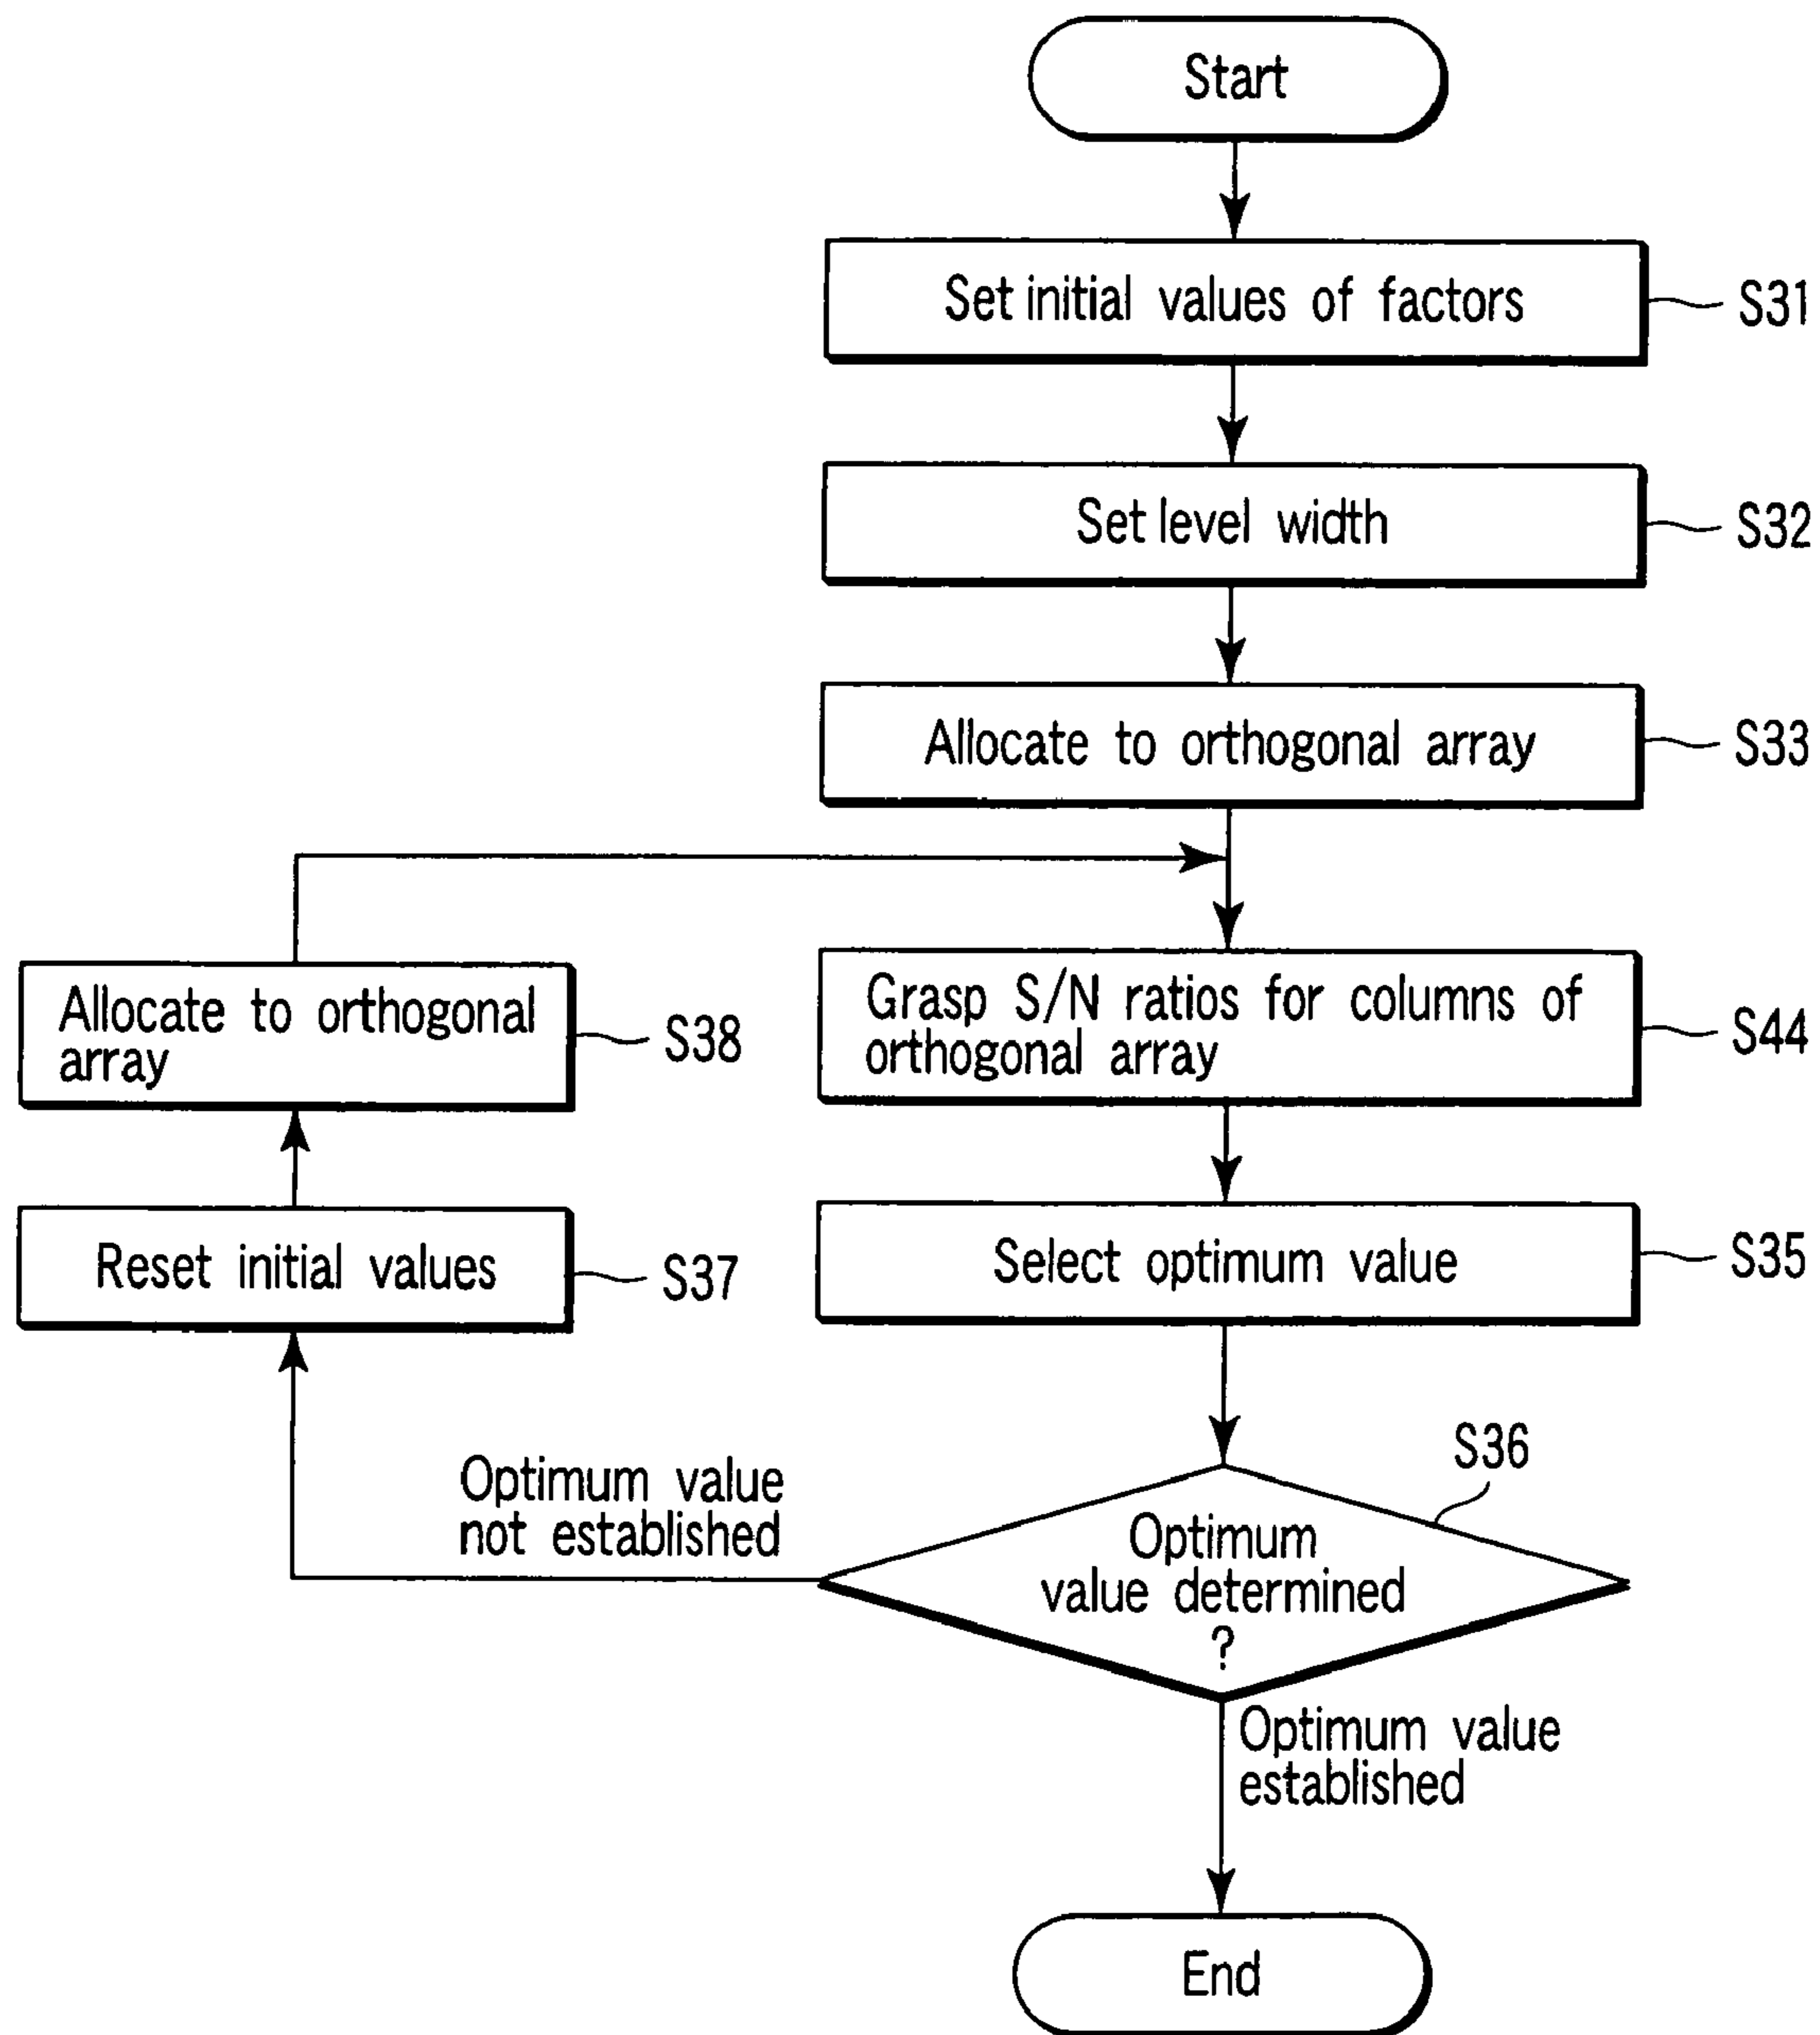 Start
Set initial values of factors
S31
Set level width
S32
Allocate to orthogonal array
S33
Allocate to orthogonal
array
S38
Grasp S/N ratios for columns of
orthogonal array
S44
Reset initial values
S37
Select optimum value
S35
S36
Optimum value
not established
Optimum
value determined
?
Optimum value
established
End